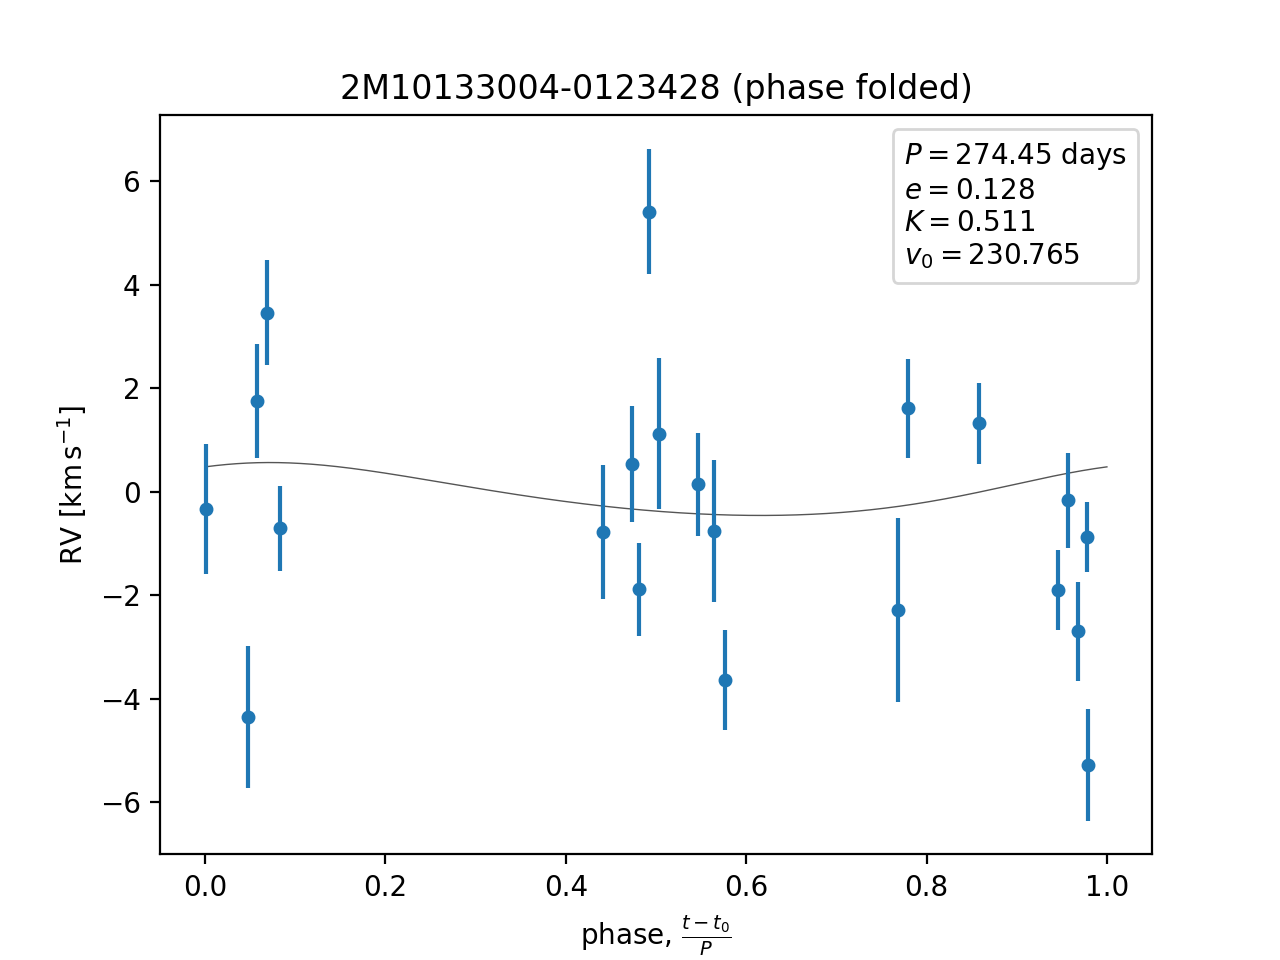 2M10133004-0123428 (phase folded)
P = 274.45 days
e = 0.128
K = 0.511
v₀ = 230.765
RV [km s⁻¹]
6
4
2
0
−2
−4
−6
0.0 0.2 0.4 0.6 0.8 1.0
phase, (t − t₀)/P